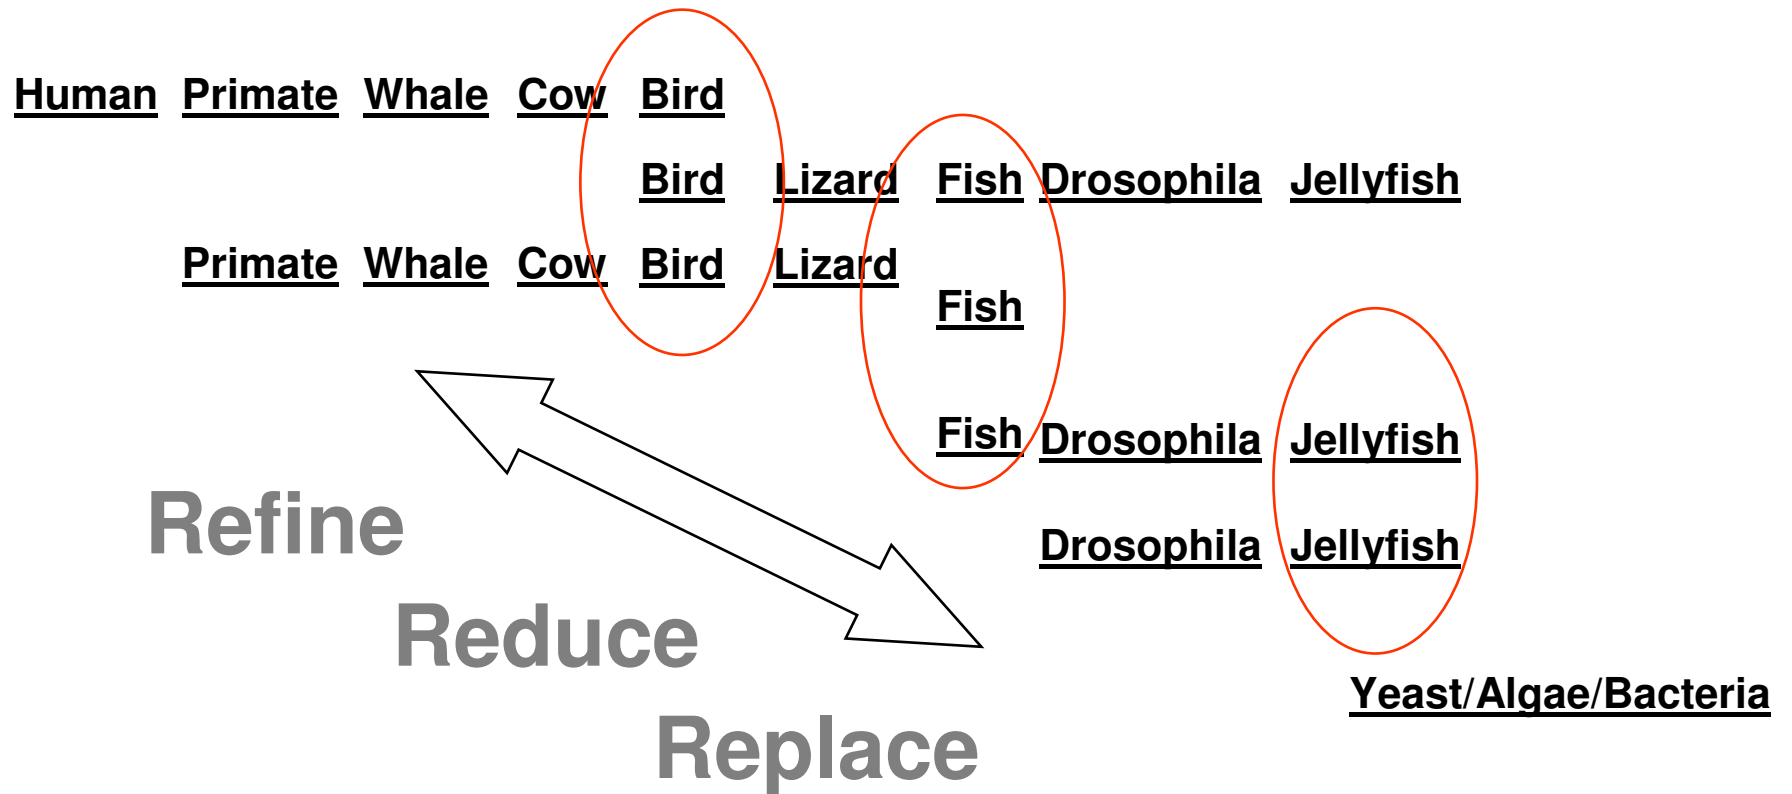 Human Primate Whale Cow Bird
Bird Lizard Fish Drosophila Jellyfish
Primate Whale Cow Bird Lizard
Fish
Fish Drosophila Jellyfish
Refine
Drosophila Jellyfish
Reduce
Yeast/Algae/Bacteria
Replace